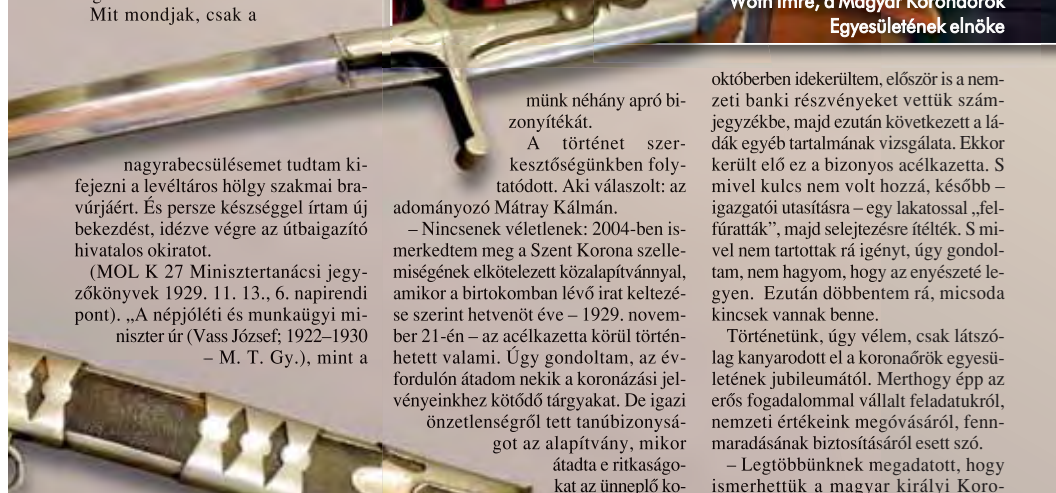 Mit mondjak, csak a
nagyrabecsülésemet tudtam ki-
fejezni a levéltáros hölgy szakmai bra-
vúrjáért. És persze készséggel írtam új
bekezdést, idézve végre az útbaigazító
hivatalos okiratot.
(MOL K 27 Minisztertanácsi jegy-
zőkönyvek 1929. 11. 13., 6. napirendi
pont). „A népjóléti és munkaügyi mi-
niszter úr (Vass József; 1922–1930
– M. T. Gy.), mint a
münk néhány apró bi-
zonyítékát.
A történet szer-
kesztőségünkben foly-
tatódott. Aki válaszolt: az
adományozó Mátray Kálmán.
– Nincsenek véletlenek: 2004-ben is-
merkedtem meg a Szent Korona szelle-
miségének elkötelezett közalapítvánnyal,
amikor a birtokomban lévő irat keltezé-
se szerint hetvenöt éve – 1929. novem-
ber 21-én – az acélkazetta körül történ-
hetett valami. Úgy gondoltam, az év-
fordulón átadom nekik a koronázási jel-
vényeinkhez kötődő tárgyakat. De igazi
önzetlenségről tett tanúbizonysá-
got az alapítvány, mikor
átadta e ritkaságo-
kat az ünneplő ko-
Woth Imre, a Magyar Koronaőrök
Egyesületének elnöke
októberben idekerültem, először is a nem-
zeti banki részvényeket vettük szám-
jegyzékbe, majd ezután következett a lá-
dák egyéb tartalmának vizsgálata. Ekkor
került elő ez a bizonyos acélkazetta. S
mivel kulcs nem volt hozzá, később –
igazgatói utasításra – egy lakatossal „fel-
fúratták”, majd selejtezésre ítélték. S mi-
vel nem tartottak rá igényt, úgy gondol-
tam, nem hagyom, hogy az enyészeté le-
gyen. Ezután döbbentem rá, micsoda
kincsek vannak benne.
Történetünk, úgy vélem, csak látszó-
lag kanyarodott el a koronaőrök egyesü-
letének jubileumától. Merthogy épp az
erős fogadalommal vállalt feladatukról,
nemzeti értékeink megóvásáról, fenn-
maradásának biztosításáról esett szó.
– Legtöbbünknek megadatott, hogy
ismerhettük a magyar királyi Koro-